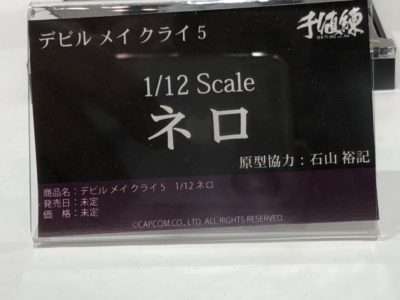 デビル メイ クライ 5
千値練
1/12 Scale
ネロ
原型協力：石山 裕記
商品名：デビル メイ クライ 5　1/12 ネロ
発売日：未定
価　格：未定
©CAPCOM CO., LTD. ALL RIGHTS RESERVED.